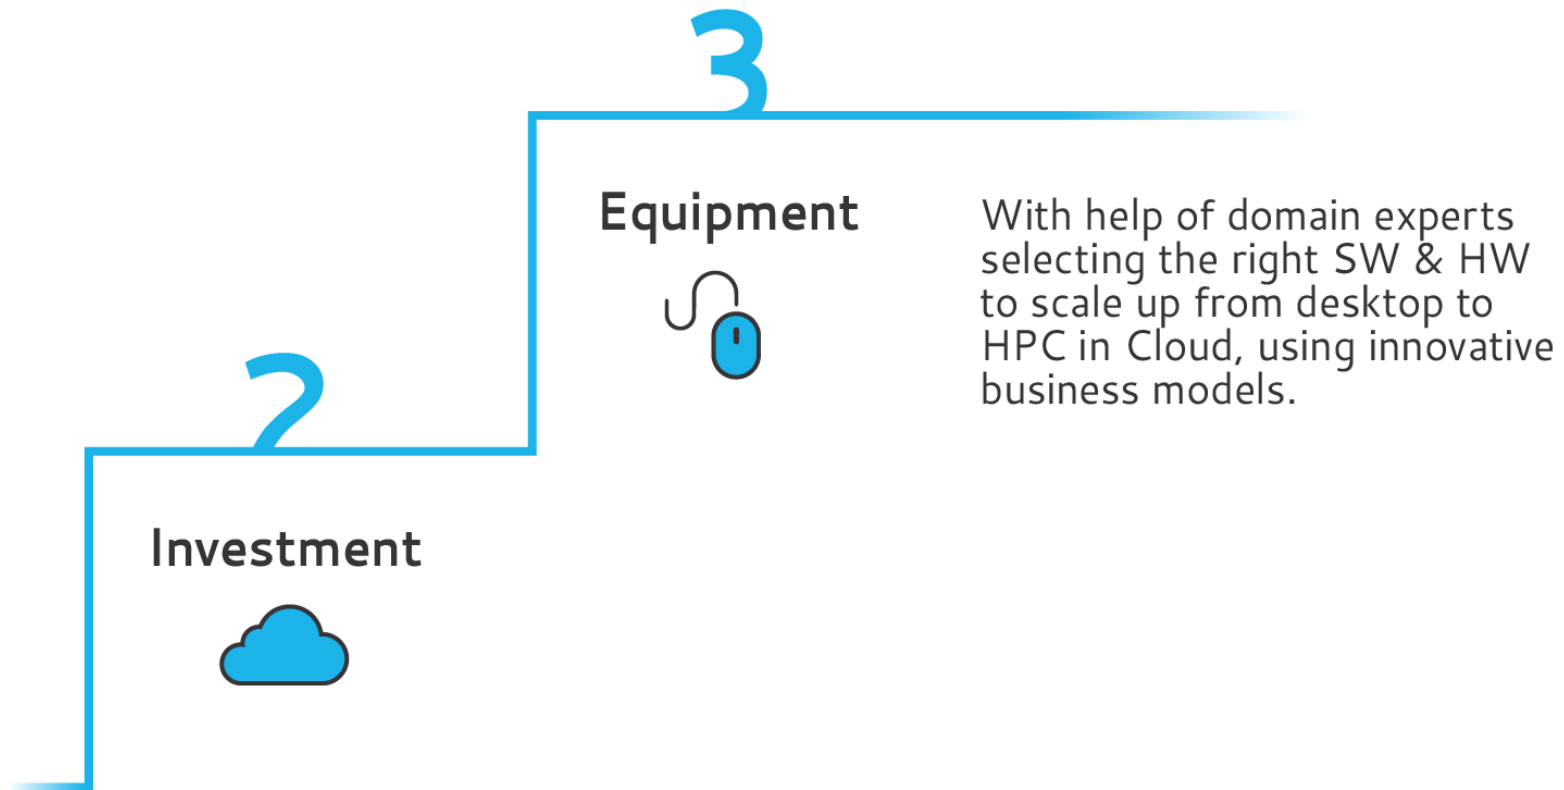 3
Equipment
With help of domain experts
selecting the right SW & HW
to scale up from desktop to
HPC in Cloud, using innovative
business models.
2
Investment